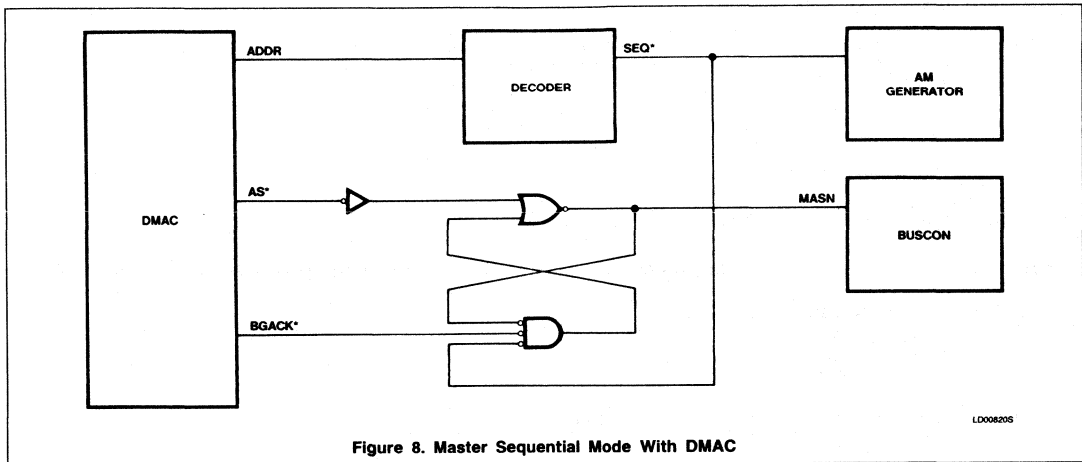 ADDR
SEQ*
DECODER
AM
GENERATOR
AS*
DMAC
MASN
BUSCON
BGACK*
LD00820S
Figure 8. Master Sequential Mode With DMAC